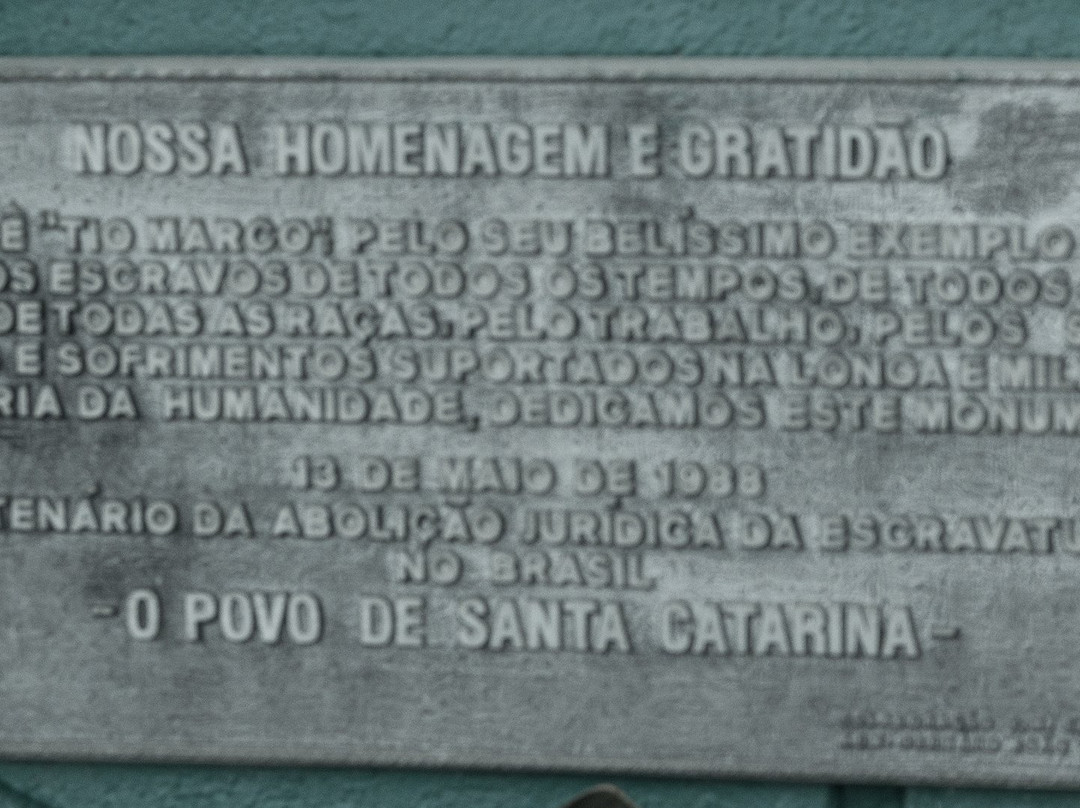 NOSSA HOMENAGEM E GRATIDÃO
"TIO MARCO", PELO SEU BELÍSSIMO EXEMPLO
OS ESCRAVOS DE TODOS OS TEMPOS, DE TODOS
DE TODAS AS RAÇAS, PELO TRABALHO, PELOS
E SOFRIMENTOS SUPORTADOS NA LONGA E MIL
RIA DA HUMANIDADE, DEDICAMOS ESTE MONUM
13 DE MAIO DE 1988
TENÁRIO DA ABOLIÇÃO JURÍDICA DA ESCRAVATU
NO BRASIL
-O POVO DE SANTA CATARINA-